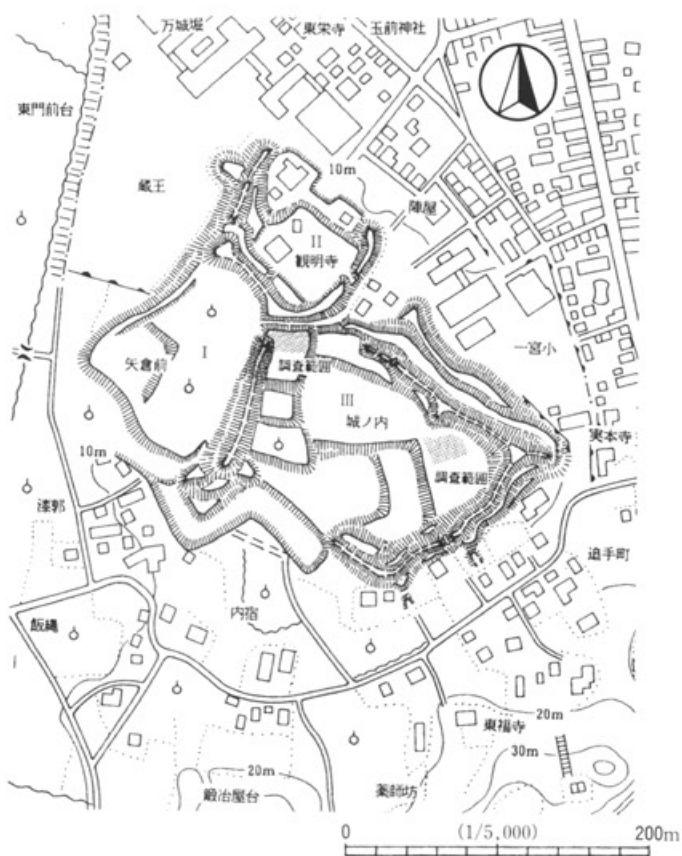 万城堀
東栄寺
玉前神社
東門前台
蔵王
10m
陣屋
II
観明寺
I
矢倉前
調査範囲
一宮小
III
城ノ内
実本寺
10m
調査範囲
漆郭
追手町
内宿
飯縄
20m
東福寺
30m
20m
鍛冶屋台
薬師坊
0
(1/5,000)
200m